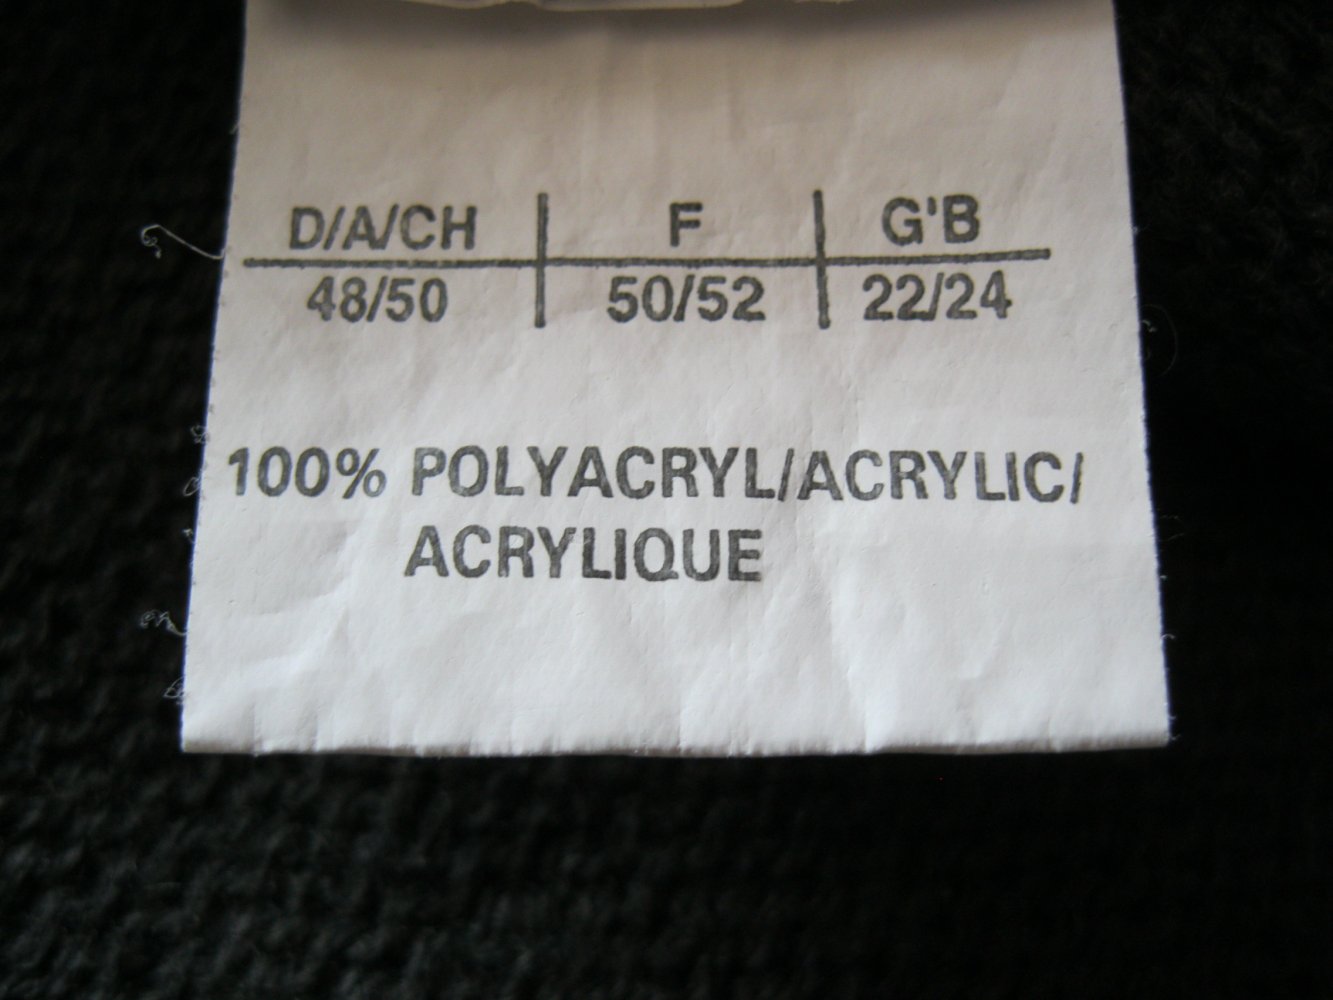 D/A/CH F G'B
48/50 50/52 22/24
100% POLYACRYL/ACRYLIC/
ACRYLIQUE